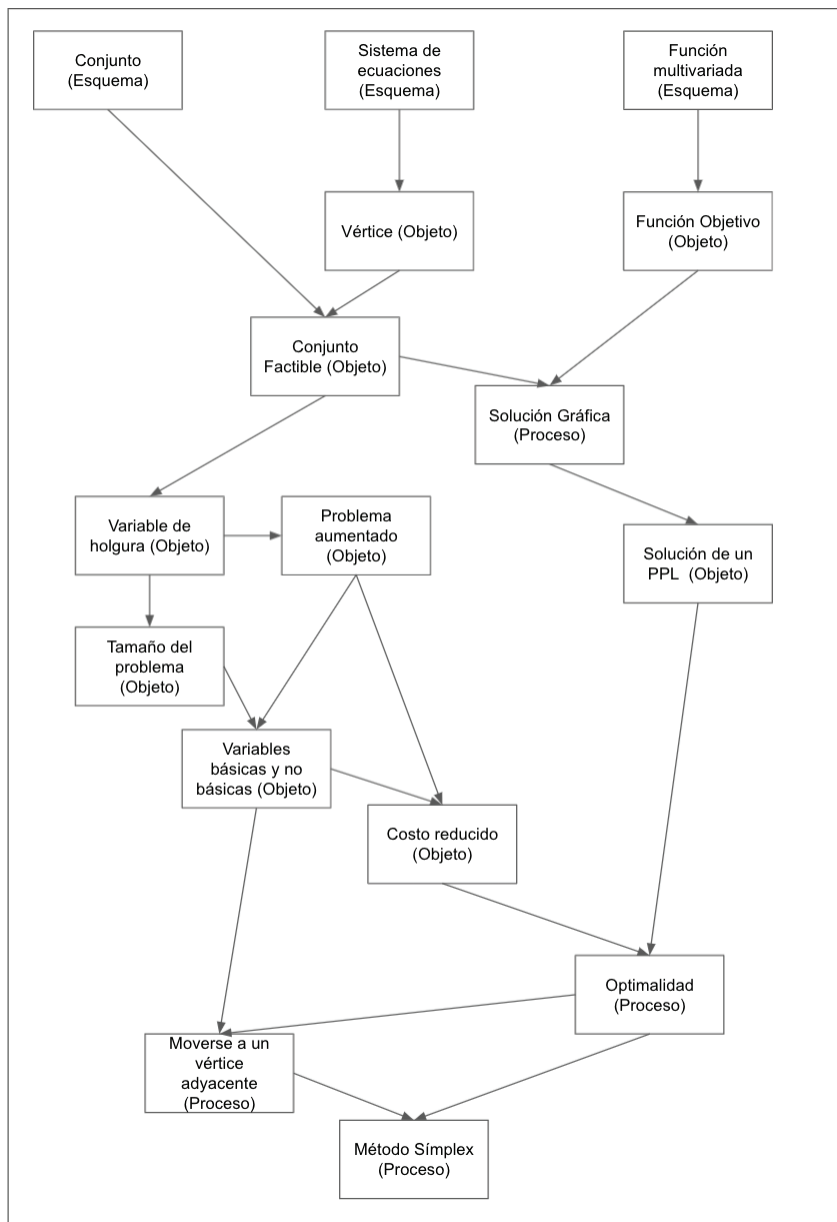 Conjunto
(Esquema)
Sistema de
ecuaciones
(Esquema)
Función
multivariada
(Esquema)
Vértice (Objeto)
Función Objetivo
(Objeto)
Conjunto
Factible (Objeto)
Solución Gráfica
(Proceso)
Variable de
holgura (Objeto)
Problema
aumentado
(Objeto)
Solución de un
PPL (Objeto)
Tamaño del
problema
(Objeto)
Variables
básicas y no
básicas (Objeto)
Costo reducido
(Objeto)
Optimalidad
(Proceso)
Moverse a un
vértice
adyacente
(Proceso)
Método Símplex
(Proceso)